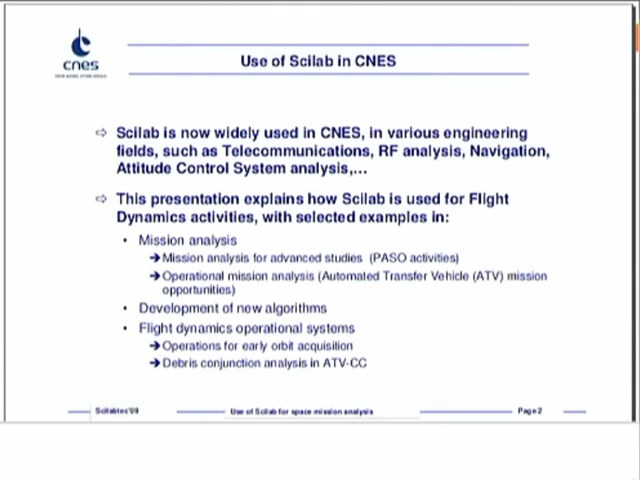 cnes
Use of Scilab in CNES
⇨ Scilab is now widely used in CNES, in various engineering
fields, such as Telecommunications, RF analysis, Navigation,
Attitude Control System analysis,...
⇨ This presentation explains how Scilab is used for Flight
Dynamics activities, with selected examples in:
• Mission analysis
➔Mission analysis for advanced studies (PASO activities)
➔Operational mission analysis (Automated Transfer Vehicle (ATV) mission
opportunities)
• Development of new algorithms
• Flight dynamics operational systems
➔Operations for early orbit acquisition
➔Debris conjunction analysis in ATV-CC
Scilabtec'09 Use of Scilab for space mission analysis Page 2